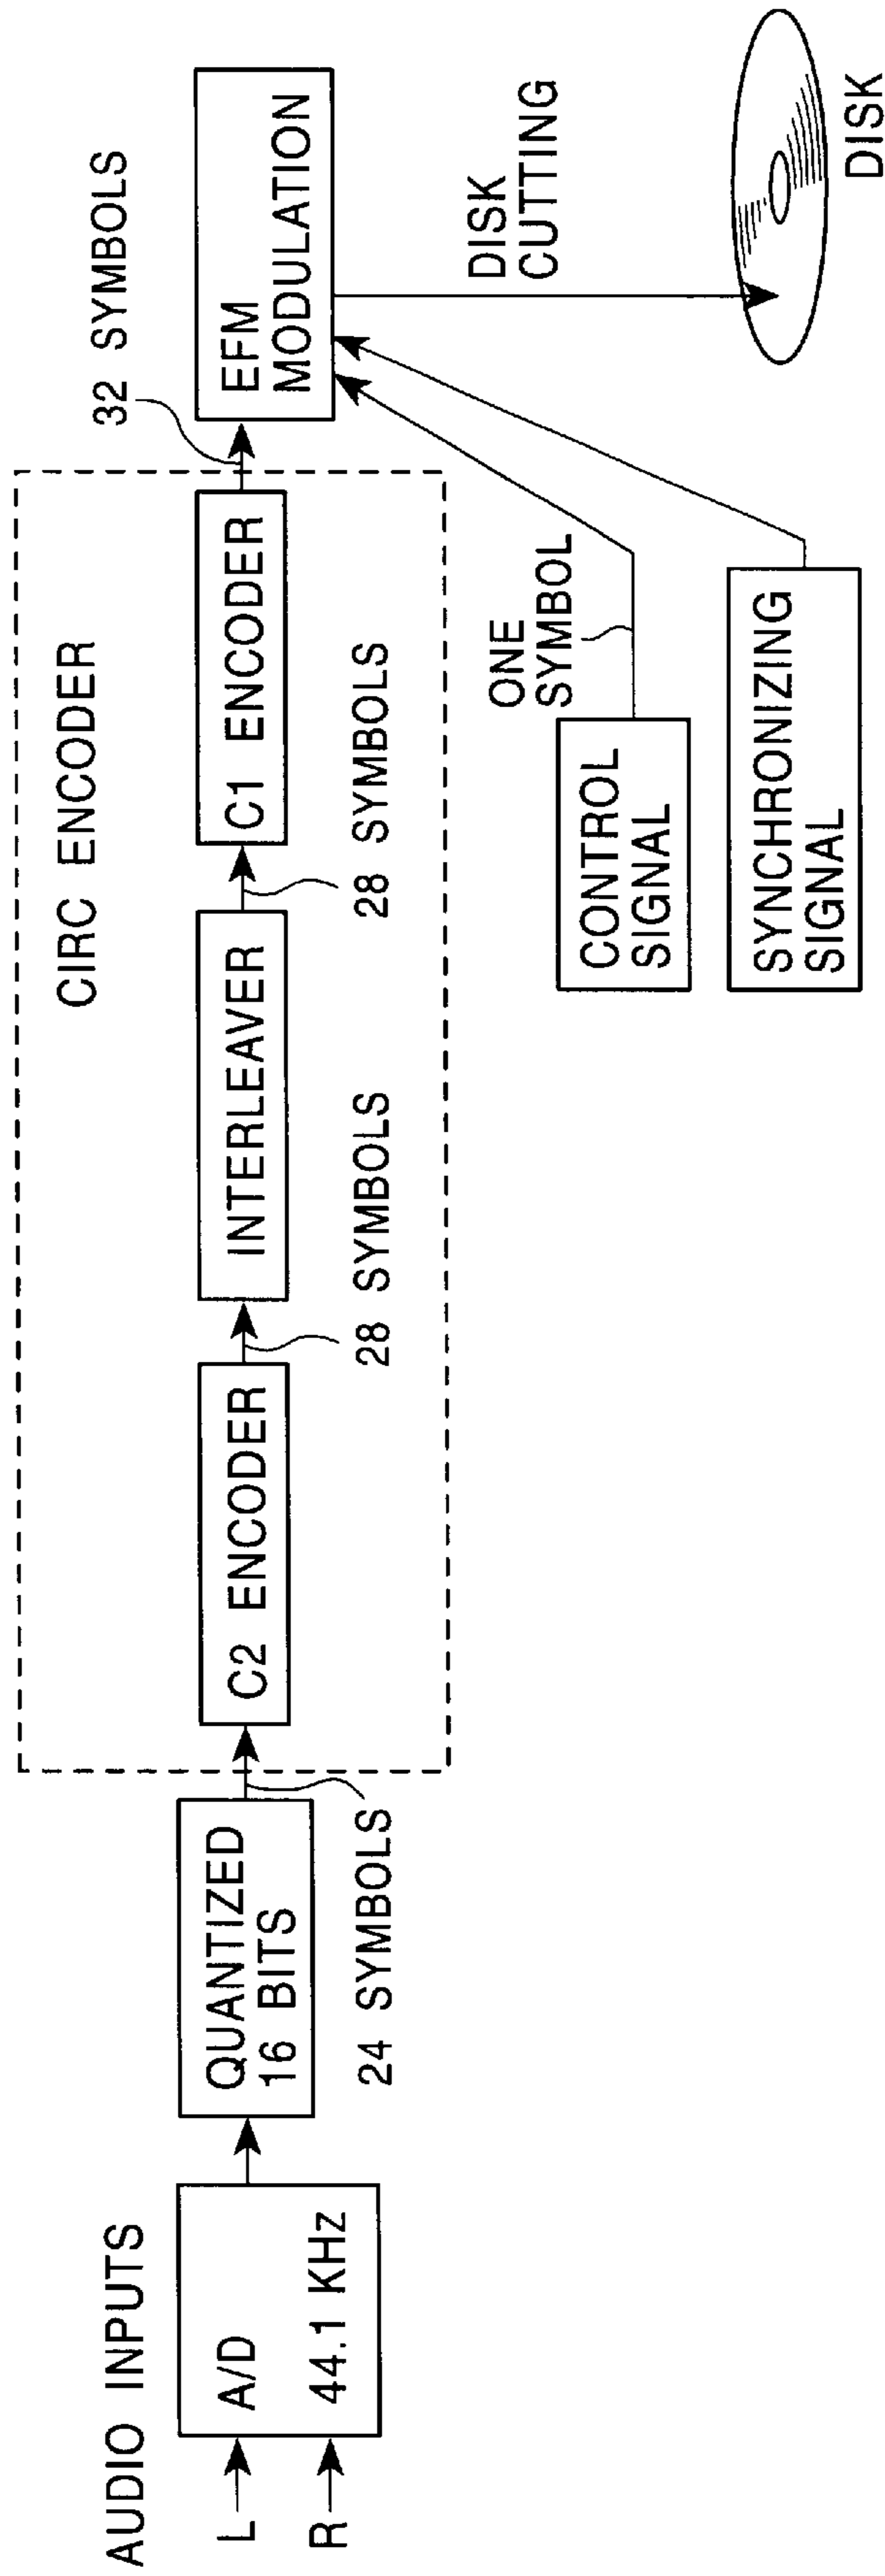 AUDIO INPUTS
L
R
A/D
44.1 KHz
QUANTIZED
16 BITS
24 SYMBOLS
CIRC ENCODER
C2 ENCODER
28 SYMBOLS
INTERLEAVER
28 SYMBOLS
C1 ENCODER
32 SYMBOLS
EFM
MODULATION
CONTROL
SIGNAL
ONE
SYMBOL
SYNCHRONIZING
SIGNAL
DISK
CUTTING
DISK